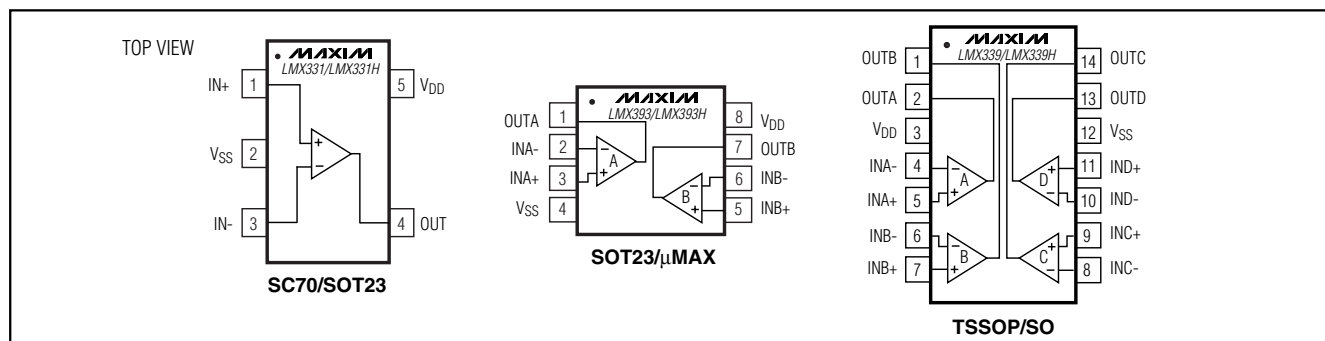 TOP VIEW
MAXIM
LMX331/LMX331H
IN+ 1
5 VDD
VSS 2
IN- 3
4 OUT
+
−
SC70/SOT23
MAXIM
LMX393/LMX393H
OUTA 1
8 VDD
INA- 2
7 OUTB
INA+ 3
6 INB-
VSS 4
5 INB+
− A +
− B +
SOT23/μMAX
MAXIM
LMX339/LMX339H
OUTB 1
14 OUTC
OUTA 2
13 OUTD
VDD 3
12 VSS
INA- 4
11 IND+
INA+ 5
10 IND-
INB- 6
9 INC+
INB+ 7
8 INC-
− A +
+ D −
− B +
+ C −
TSSOP/SO